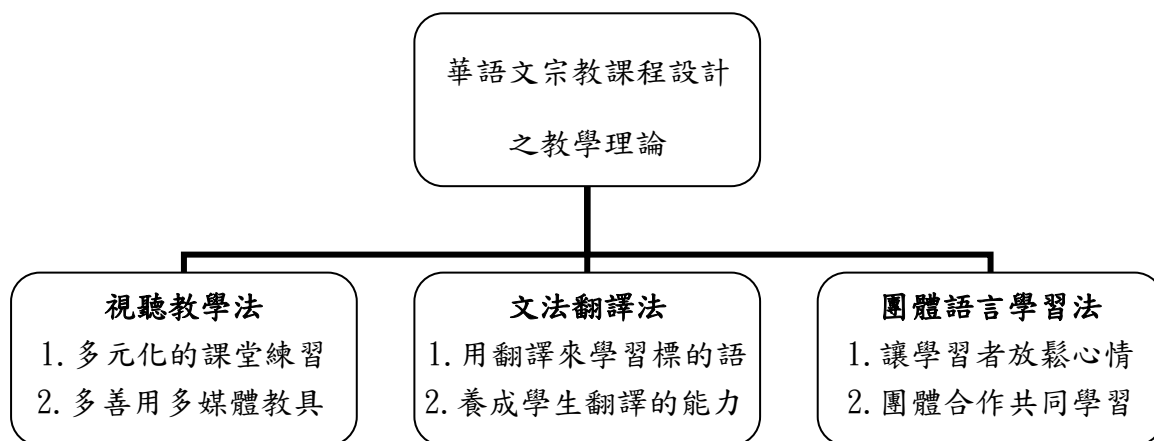 華語文宗教課程設計
之教學理論
視聽教學法
1.多元化的課堂練習
2.多善用多媒體教具
文法翻譯法
1.用翻譯來學習標的語
2.養成學生翻譯的能力
團體語言學習法
1.讓學習者放鬆心情
2.團體合作共同學習